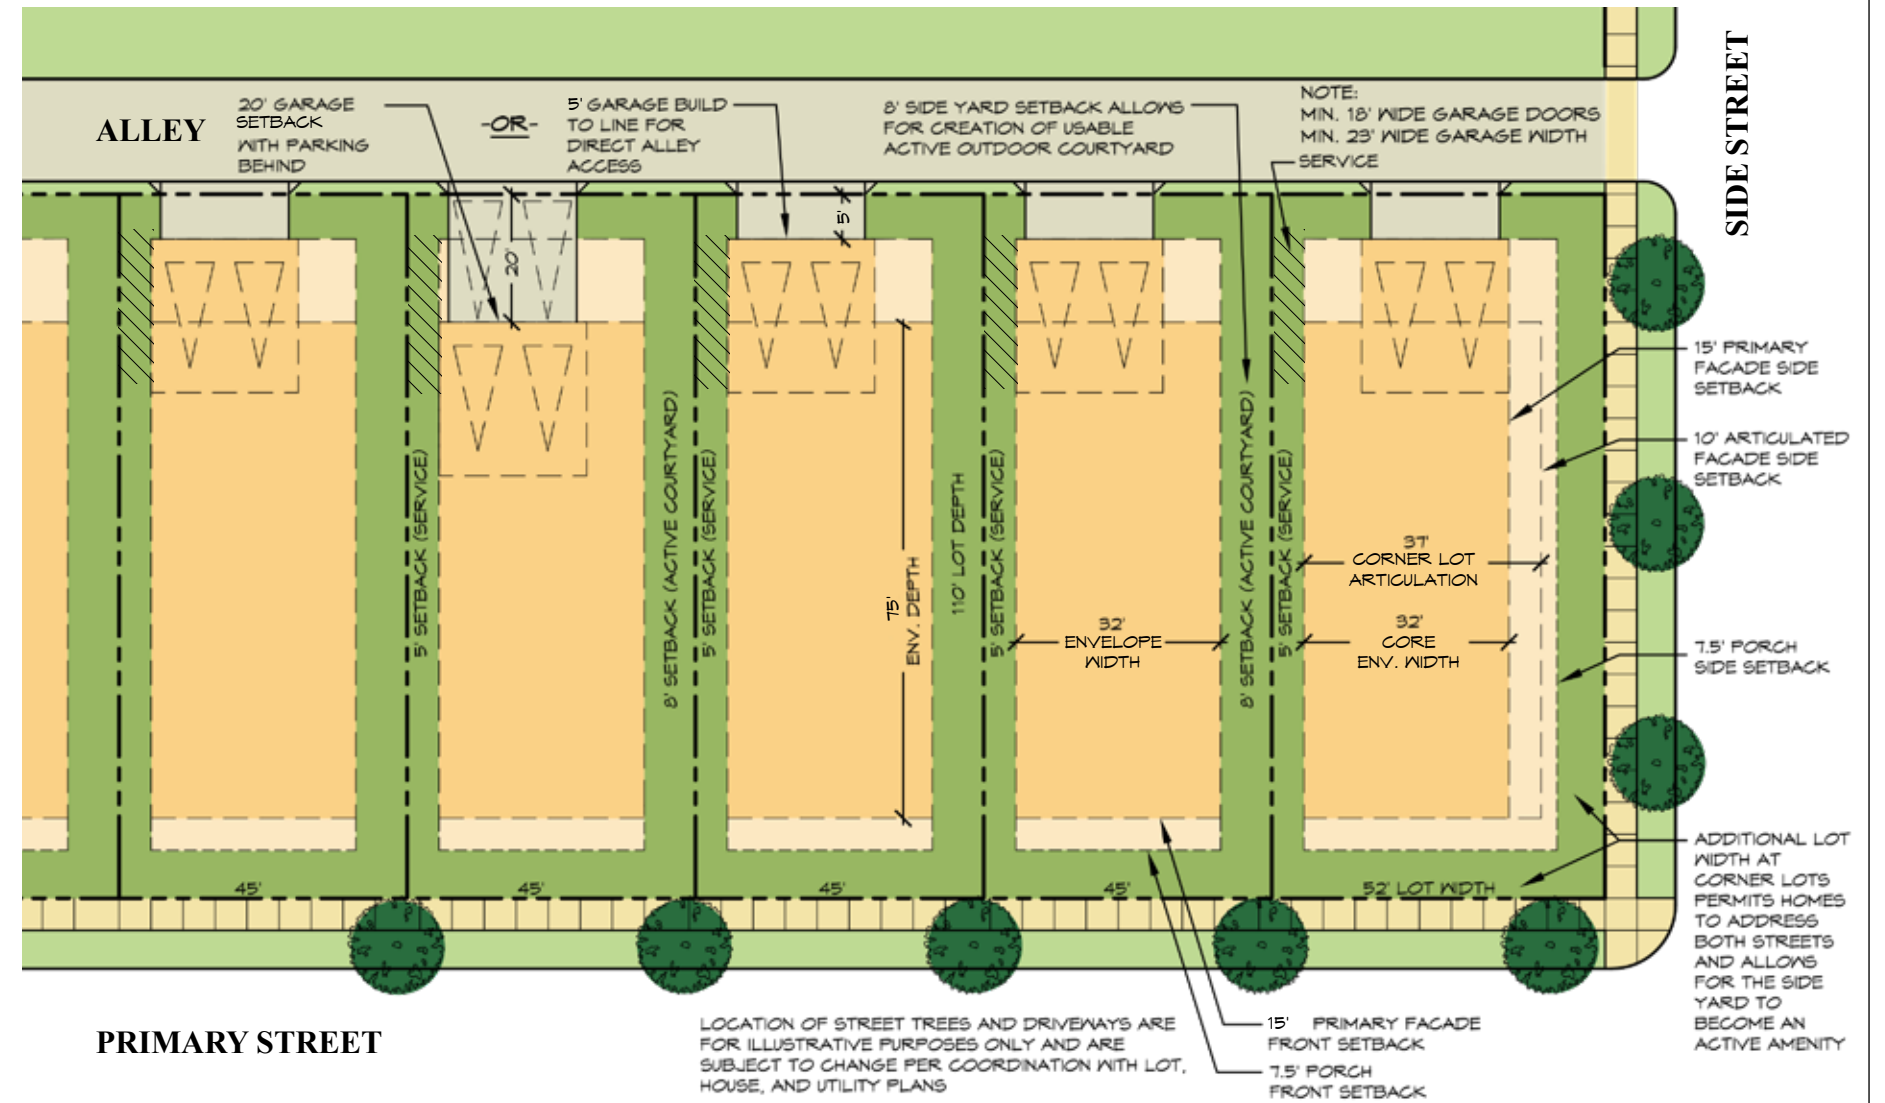 SIDE STREET
ALLEY
20' GARAGE
SETBACK
WITH PARKING
BEHIND
-OR-
5' GARAGE BUILD
TO LINE FOR
DIRECT ALLEY
ACCESS
8' SIDE YARD SETBACK ALLOWS
FOR CREATION OF USABLE
ACTIVE OUTDOOR COURTYARD
NOTE:
MIN. 18' WIDE GARAGE DOORS
MIN. 23' WIDE GARAGE WIDTH
SERVICE
20'
5'
15' PRIMARY
FACADE SIDE
SETBACK
10' ARTICULATED
FACADE SIDE
SETBACK
5' SETBACK (SERVICE)
8' SETBACK (ACTIVE COURTYARD)
5' SETBACK (SERVICE)
75'
ENV. DEPTH
110' LOT DEPTH
5' SETBACK (SERVICE)
32'
ENVELOPE
WIDTH
8' SETBACK (ACTIVE COURTYARD)
5' SETBACK (SERVICE)
37'
CORNER LOT
ARTICULATION
32'
CORE
ENV. WIDTH
7.5' PORCH
SIDE SETBACK
45'
45'
45'
45'
52' LOT WIDTH
ADDITIONAL LOT
WIDTH AT
CORNER LOTS
PERMITS HOMES
TO ADDRESS
BOTH STREETS
AND ALLOWS
FOR THE SIDE
YARD TO
BECOME AN
ACTIVE AMENITY
PRIMARY STREET
LOCATION OF STREET TREES AND DRIVEWAYS ARE
FOR ILLUSTRATIVE PURPOSES ONLY AND ARE
SUBJECT TO CHANGE PER COORDINATION WITH LOT,
HOUSE, AND UTILITY PLANS
15' PRIMARY FACADE
FRONT SETBACK
7.5' PORCH
FRONT SETBACK